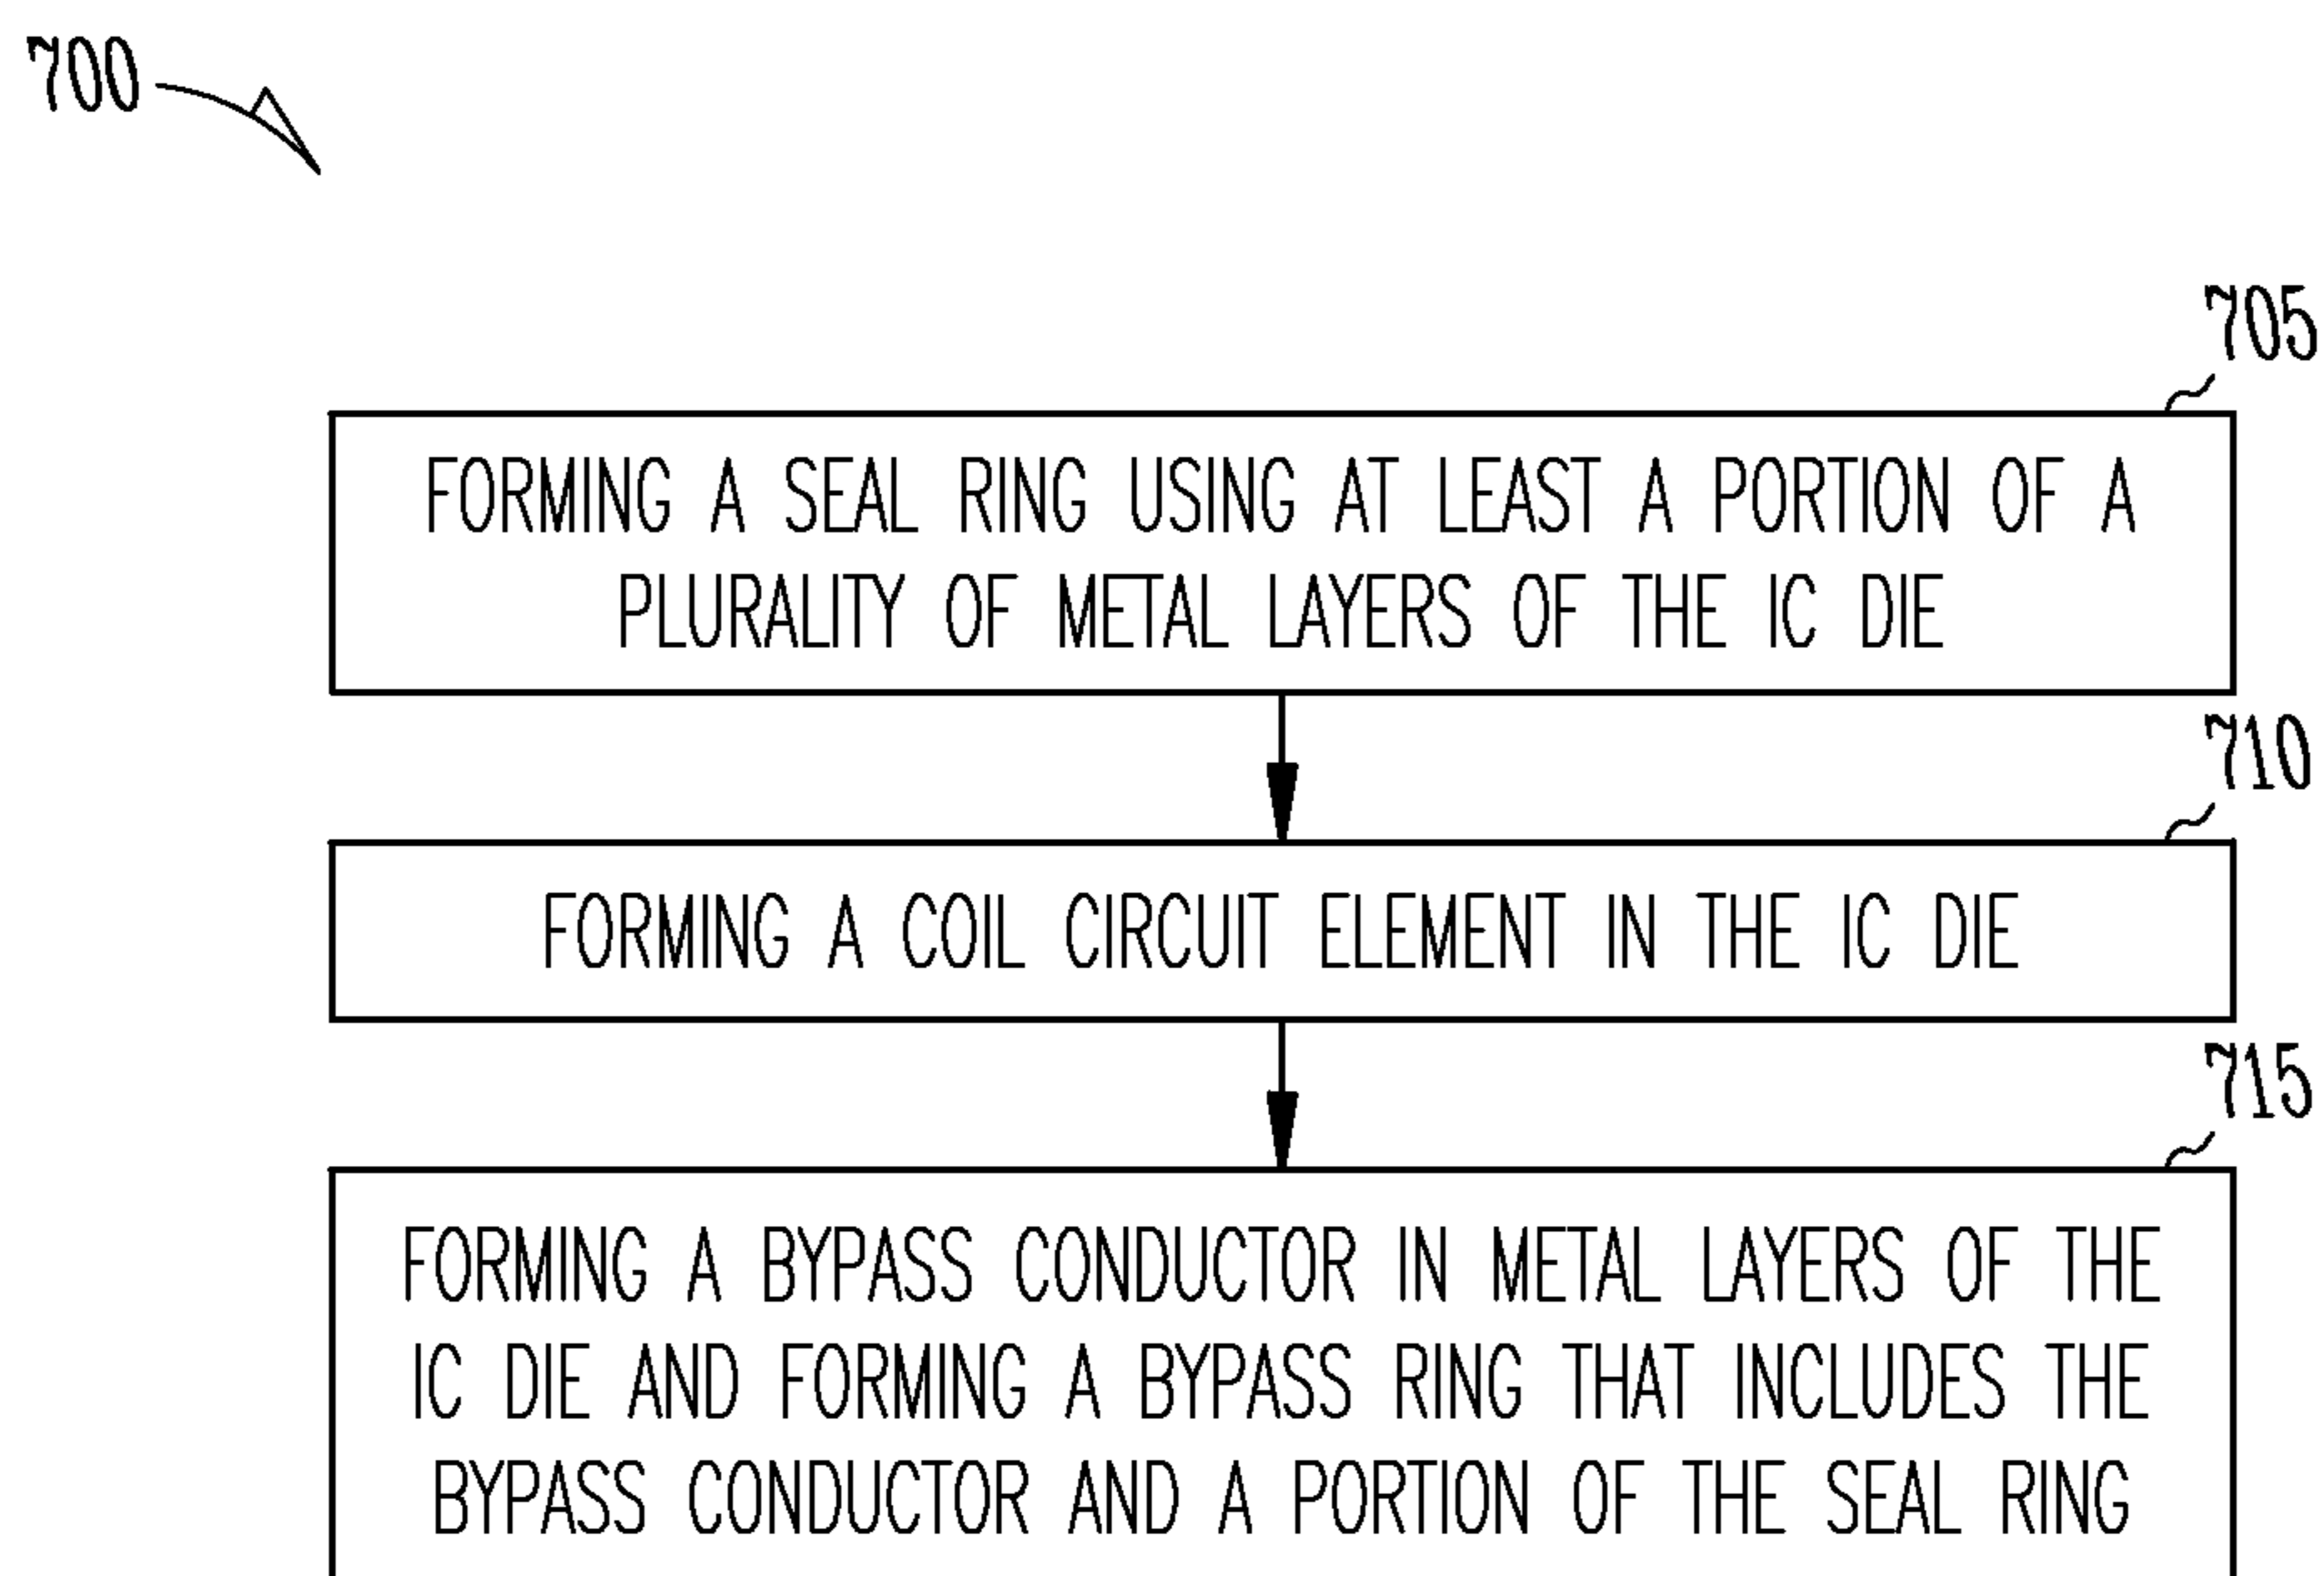 700
705
FORMING A SEAL RING USING AT LEAST A PORTION OF A
PLURALITY OF METAL LAYERS OF THE IC DIE
710
FORMING A COIL CIRCUIT ELEMENT IN THE IC DIE
715
FORMING A BYPASS CONDUCTOR IN METAL LAYERS OF THE
IC DIE AND FORMING A BYPASS RING THAT INCLUDES THE
BYPASS CONDUCTOR AND A PORTION OF THE SEAL RING